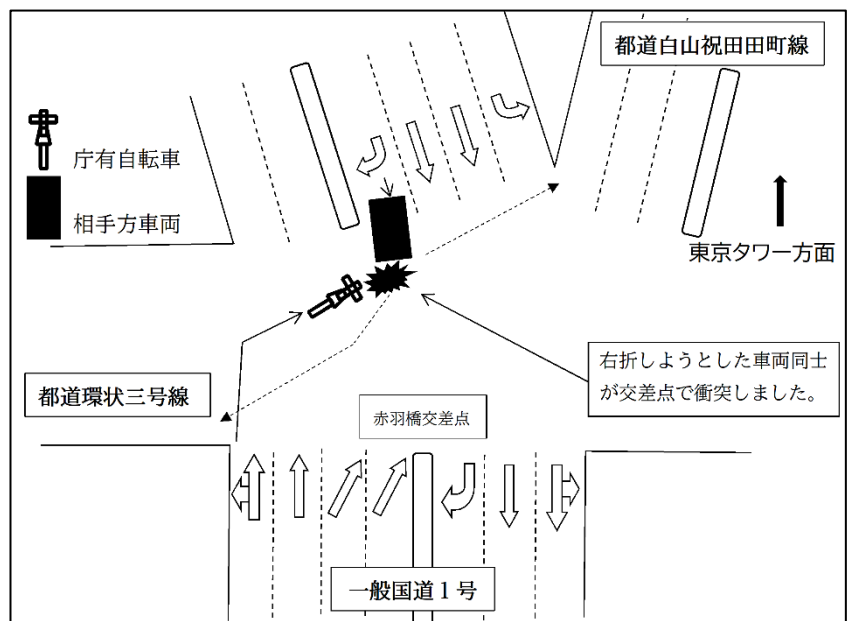 都道白山祝田田町線
庁有自転車
相手方車両
東京タワー方面
右折しようとした車両同士
が交差点で衝突しました。
都道環状三号線
赤羽橋交差点
一般国道1号